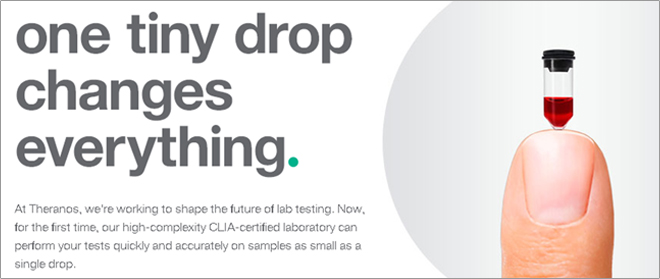 one tiny drop
changes
everything.
At Theranos, we're working to shape the future of lab testing. Now,
for the first time, our high-complexity CLIA-certified laboratory can
perform your tests quickly and accurately on samples as small as a
single drop.